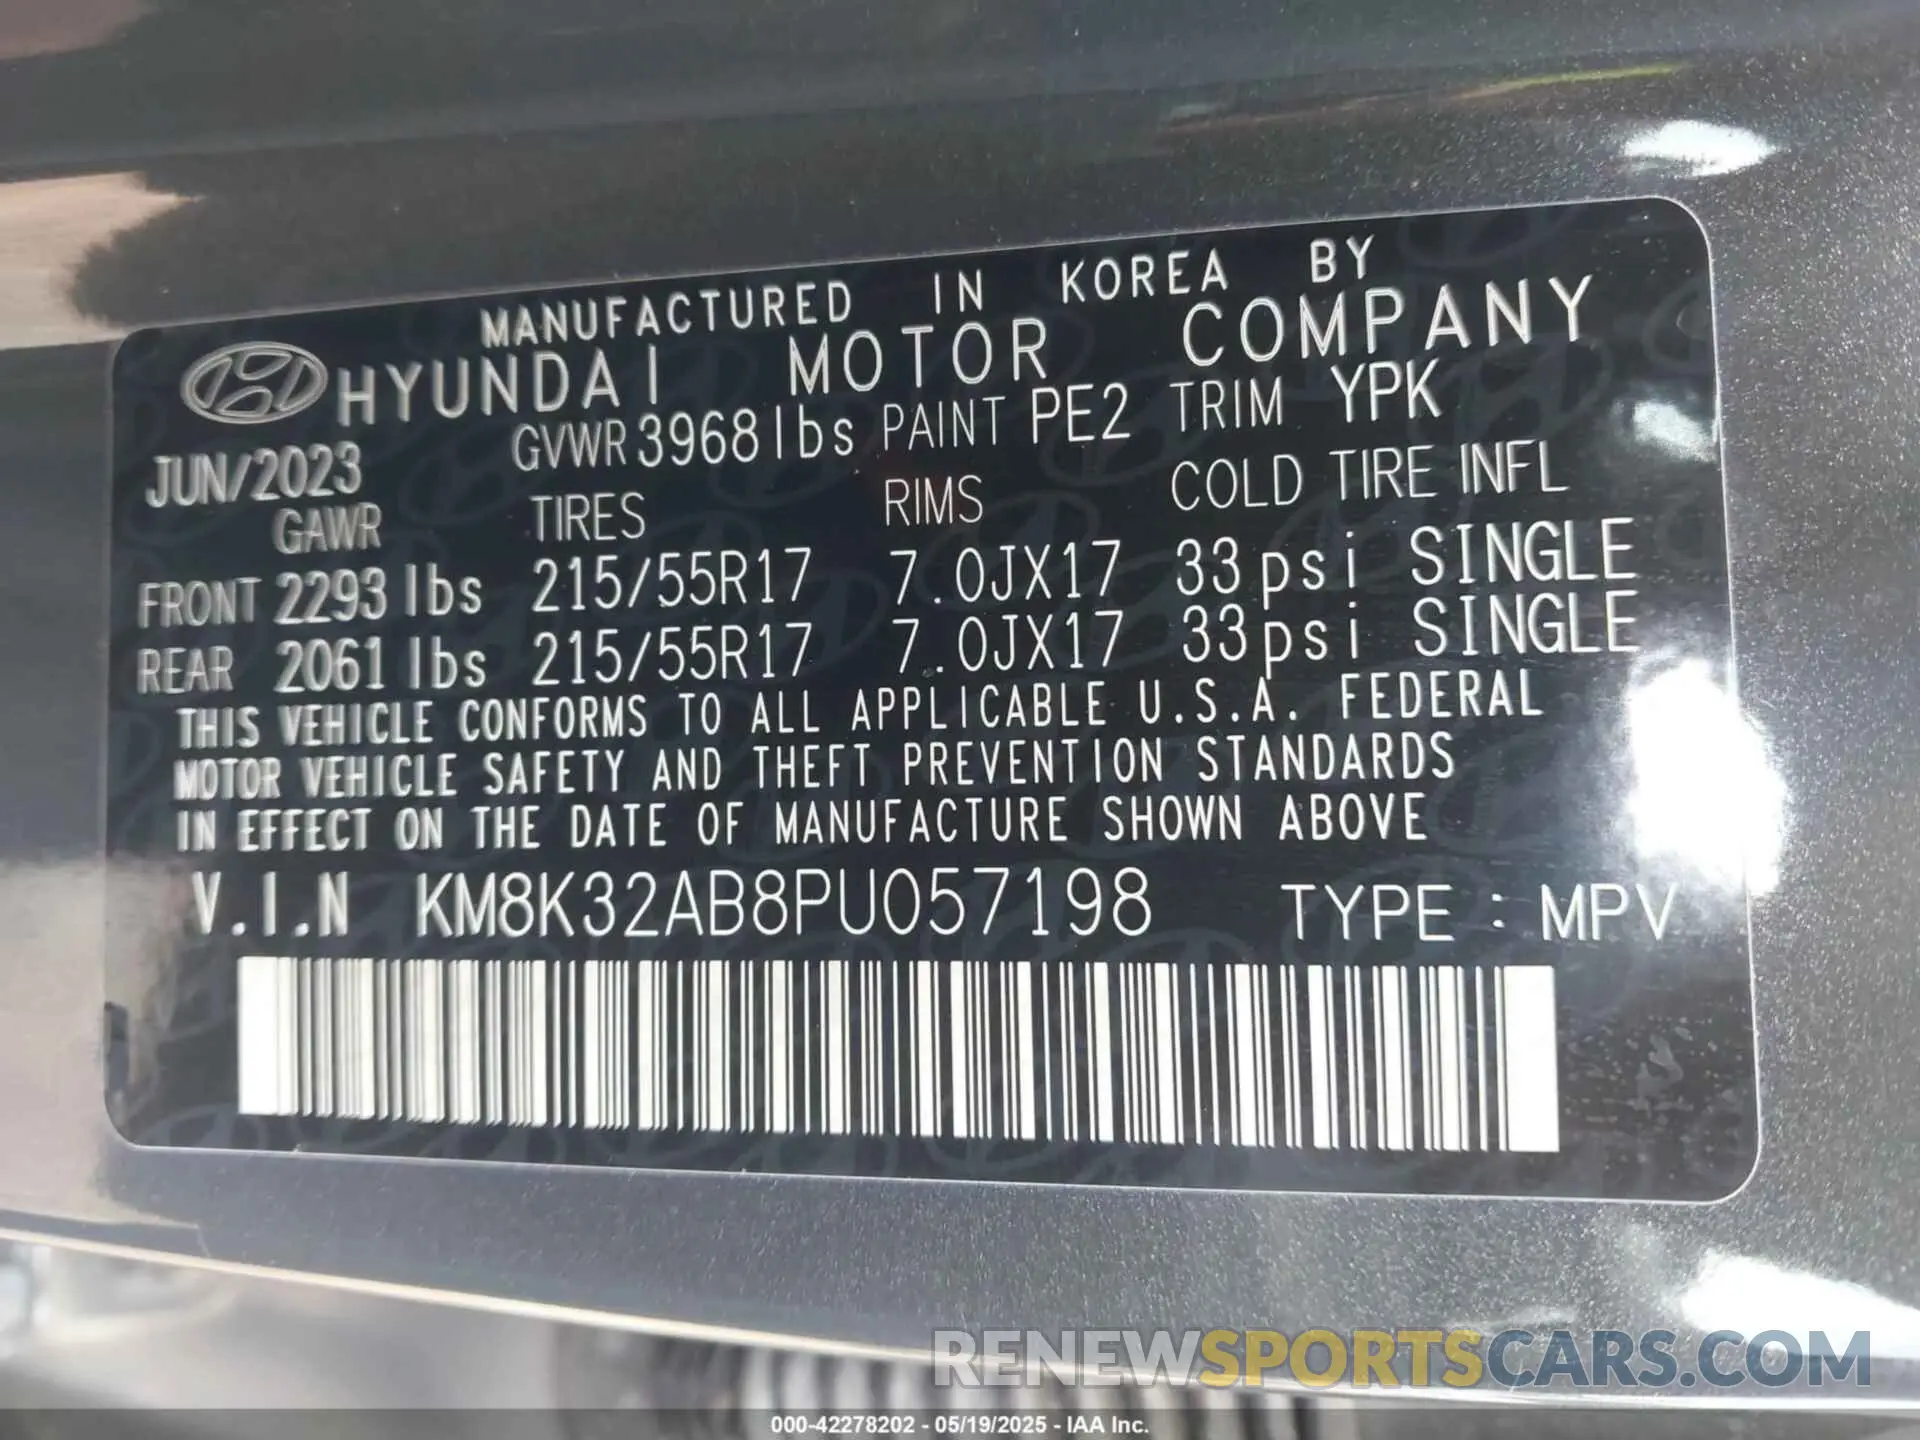 MANUFACTURED IN KOREA BY
HYUNDAI MOTOR COMPANY
JUN/2023 GVWR 3968 lbs PAINT PE2 TRIM YPK
GAWR TIRES RIMS COLD TIRE INFL
FRONT 2293 lbs 215/55R17 7.0JX17 33psi SINGLE
REAR 2061 lbs 215/55R17 7.0JX17 33psi SINGLE
THIS VEHICLE CONFORMS TO ALL APPLICABLE U.S.A. FEDERAL
MOTOR VEHICLE SAFETY AND THEFT PREVENTION STANDARDS
IN EFFECT ON THE DATE OF MANUFACTURE SHOWN ABOVE
V.I.N KM8K32AB8PU057198 TYPE : MPV
RENEWSPORTSCARS.COM
000-42278202 - 05/19/2025 - IAA Inc.